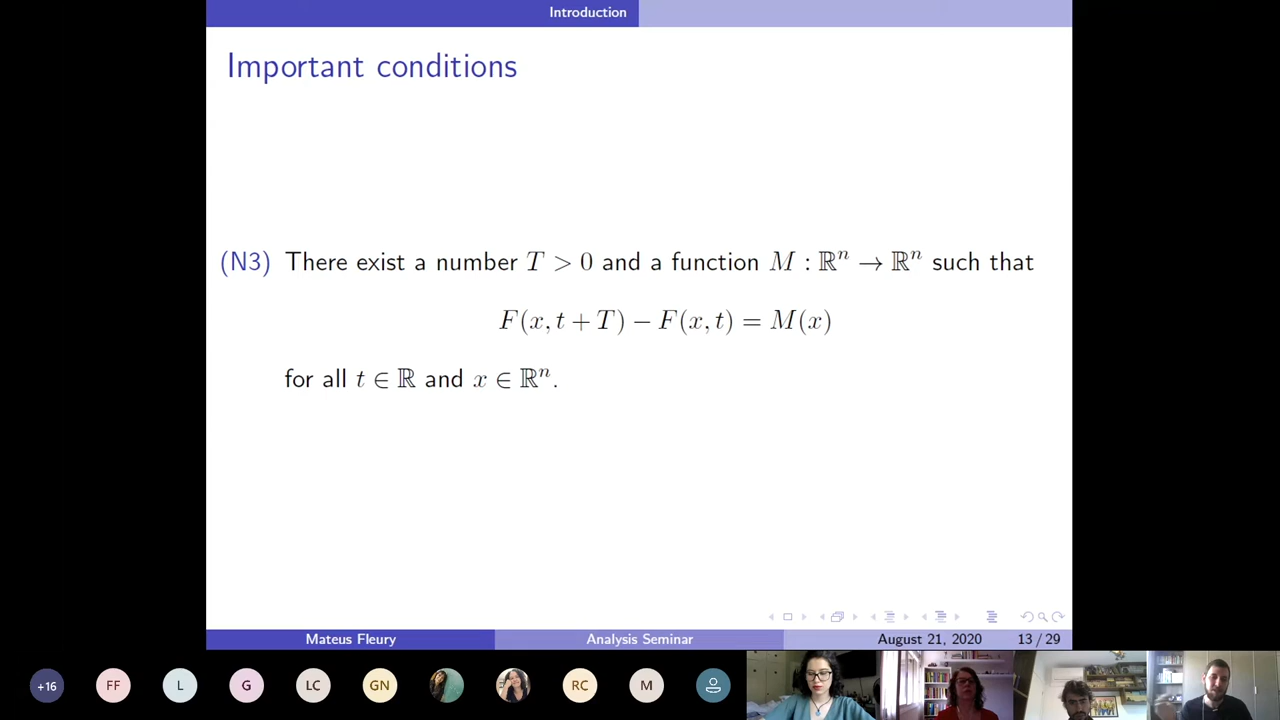 Introduction
Important conditions
(N3) There exist a number T > 0 and a function M : ℝⁿ → ℝⁿ such that
F(x, t + T) − F(x, t) = M(x)
for all t ∈ ℝ and x ∈ ℝⁿ.
Mateus Fleury Analysis Seminar August 21, 2020 13 / 29
+16 FF L G LC GN RC M